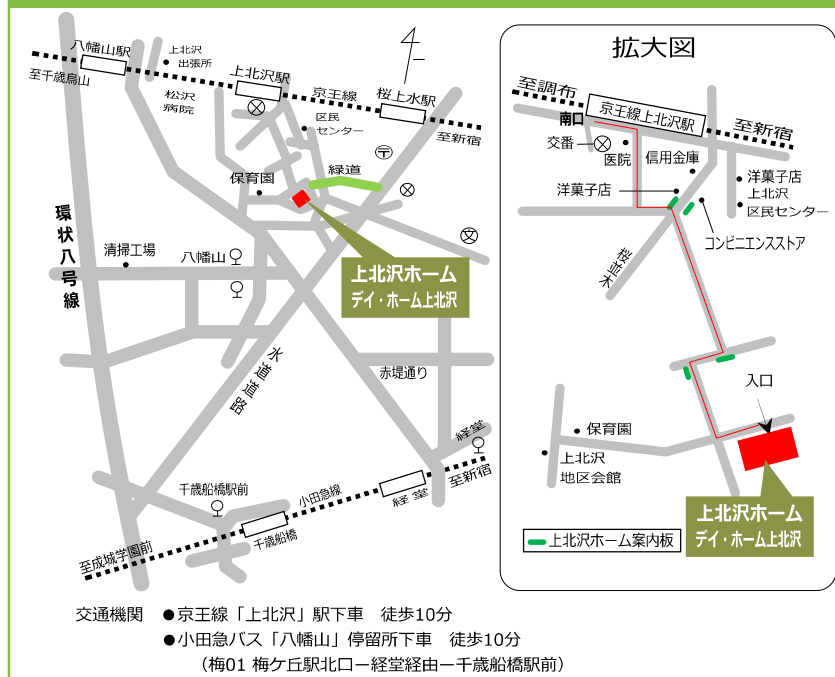 八幡山駅
上北沢
出張所
至千歳烏山
松沢
病院
上北沢駅
京王線
桜上水駅
区民
センター
至新宿
保育園
緑道
環状八号線
清掃工場
八幡山
上北沢ホーム
デイ・ホーム上北沢
水道道路
赤堤通り
経堂
至新宿
千歳船橋駅前
小田急線
経堂
千歳船橋
至成城学園前
拡大図
至調布
京王線上北沢駅
南口
至新宿
交番
医院
信用金庫
洋菓子店
洋菓子店
上北沢
区民センター
コンビニエンスストア
桜並木
入口
保育園
上北沢
地区会館
上北沢ホーム
デイ・ホーム上北沢
上北沢ホーム案内板
交通機関 ●京王線「上北沢」駅下車 徒歩10分
●小田急バス「八幡山」停留所下車 徒歩10分
(梅01 梅ケ丘駅北口ー経堂経由ー千歳船橋駅前)